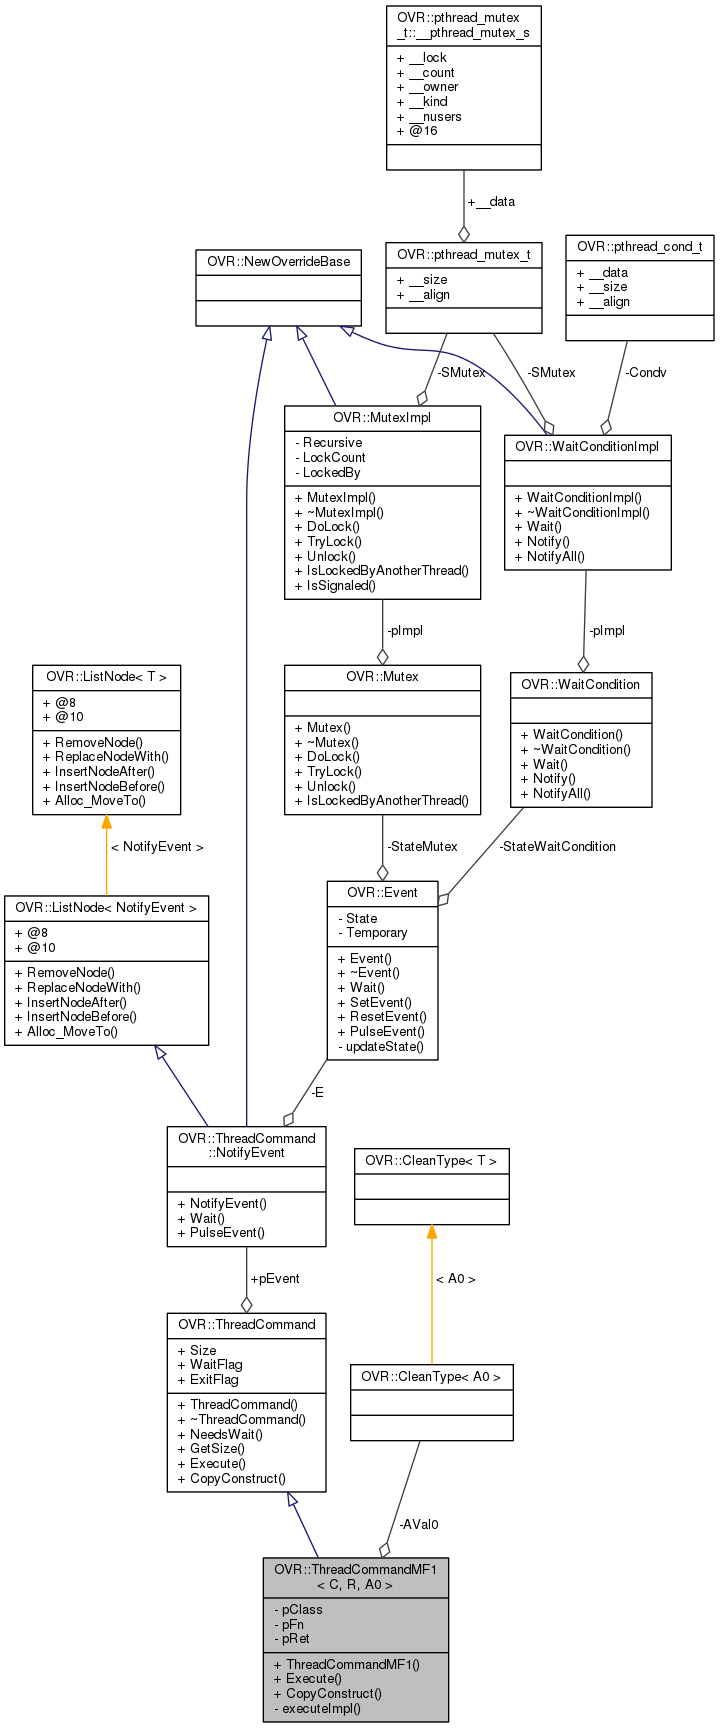 OVR::pthread_mutex
_t::__pthread_mutex_s
+ __lock
+ __count
+ __owner
+ __kind
+ __nusers
+ @16
+__data
OVR::pthread_mutex_t
+ __size
+ __align
OVR::pthread_cond_t
+ __data
+ __size
+ __align
OVR::NewOverrideBase
-SMutex
-SMutex
-Condv
OVR::MutexImpl
- Recursive
- LockCount
- LockedBy
+ MutexImpl()
+ ~MutexImpl()
+ DoLock()
+ TryLock()
+ Unlock()
+ IsLockedByAnotherThread()
+ IsSignaled()
OVR::WaitConditionImpl
+ WaitConditionImpl()
+ ~WaitConditionImpl()
+ Wait()
+ Notify()
+ NotifyAll()
-pImpl
-pImpl
OVR::ListNode< T >
+ @8
+ @10
+ RemoveNode()
+ ReplaceNodeWith()
+ InsertNodeAfter()
+ InsertNodeBefore()
+ Alloc_MoveTo()
OVR::Mutex
+ Mutex()
+ ~Mutex()
+ DoLock()
+ TryLock()
+ Unlock()
+ IsLockedByAnotherThread()
OVR::WaitCondition
+ WaitCondition()
+ ~WaitCondition()
+ Wait()
+ Notify()
+ NotifyAll()
< NotifyEvent >
-StateMutex
-StateWaitCondition
OVR::ListNode< NotifyEvent >
+ @8
+ @10
+ RemoveNode()
+ ReplaceNodeWith()
+ InsertNodeAfter()
+ InsertNodeBefore()
+ Alloc_MoveTo()
OVR::Event
- State
- Temporary
+ Event()
+ ~Event()
+ Wait()
+ SetEvent()
+ ResetEvent()
+ PulseEvent()
- updateState()
-E
OVR::ThreadCommand
::NotifyEvent
+ NotifyEvent()
+ Wait()
+ PulseEvent()
OVR::CleanType< T >
+pEvent
< A0 >
OVR::ThreadCommand
+ Size
+ WaitFlag
+ ExitFlag
+ ThreadCommand()
+ ~ThreadCommand()
+ NeedsWait()
+ GetSize()
+ Execute()
+ CopyConstruct()
OVR::CleanType< A0 >
-AVal0
OVR::ThreadCommandMF1
< C, R, A0 >
- pClass
- pFn
- pRet
+ ThreadCommandMF1()
+ Execute()
+ CopyConstruct()
- executeImpl()